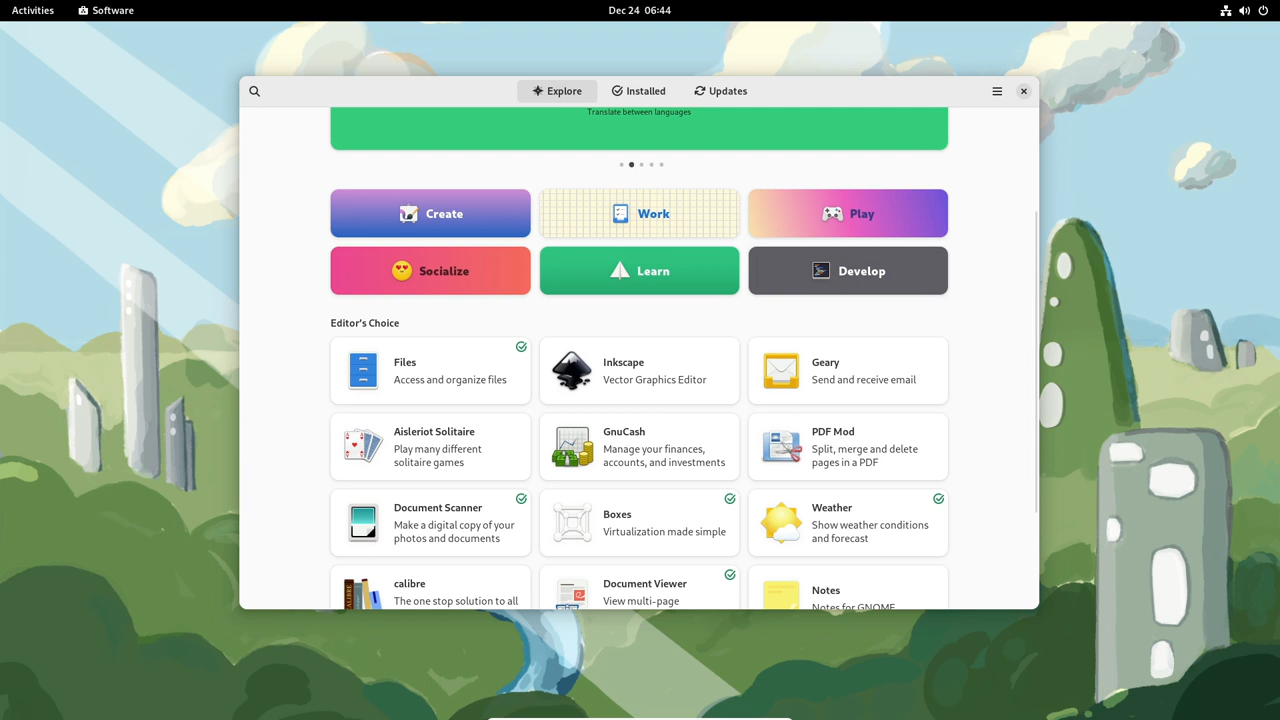 Activities
Software
Dec 24 06:44
Explore
Installed
Updates
Translate between languages
Create
Work
Play
Socialize
Learn
Develop
Editor's Choice
Files
Access and organize files
Inkscape
Vector Graphics Editor
Geary
Send and receive email
Aisleriot Solitaire
Play many different
solitaire games
GnuCash
Manage your finances,
accounts, and investments
PDF Mod
Split, merge and delete
pages in a PDF
Document Scanner
Make a digital copy of your
photos and documents
Boxes
Virtualization made simple
Weather
Show weather conditions
and forecast
calibre
The one stop solution to all
Document Viewer
View multi-page
Notes
Notes for GNOME